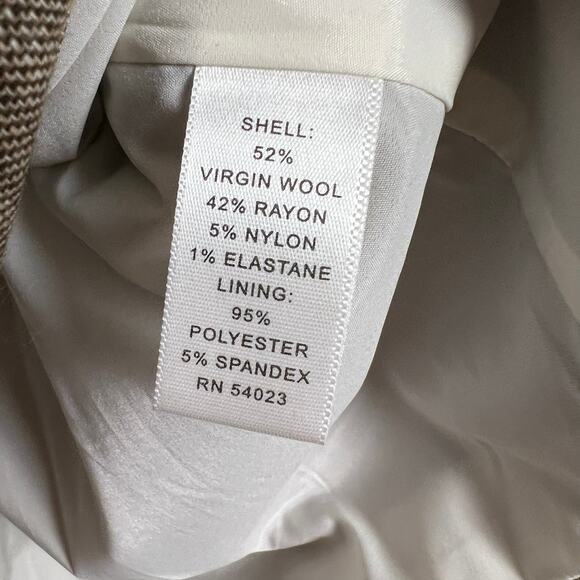 SHELL:
52%
VIRGIN WOOL
42% RAYON
5% NYLON
1% ELASTANE
LINING:
95%
POLYESTER
5% SPANDEX
RN 54023